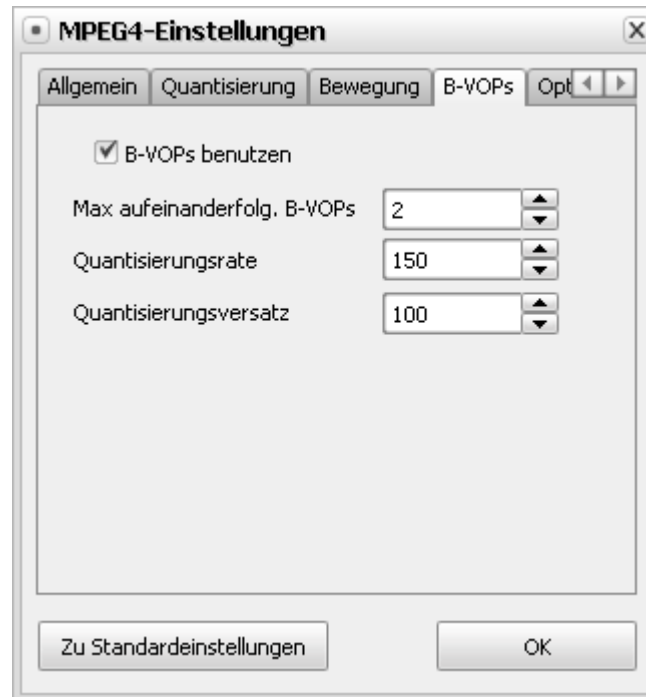 MPEG4-Einstellungen
Allgemein Quantisierung Bewegung B-VOPs Opt
B-VOPs benutzen
Max aufeinanderfolg. B-VOPs 2
Quantisierungsrate 150
Quantisierungsversatz 100
Zu Standardeinstellungen OK